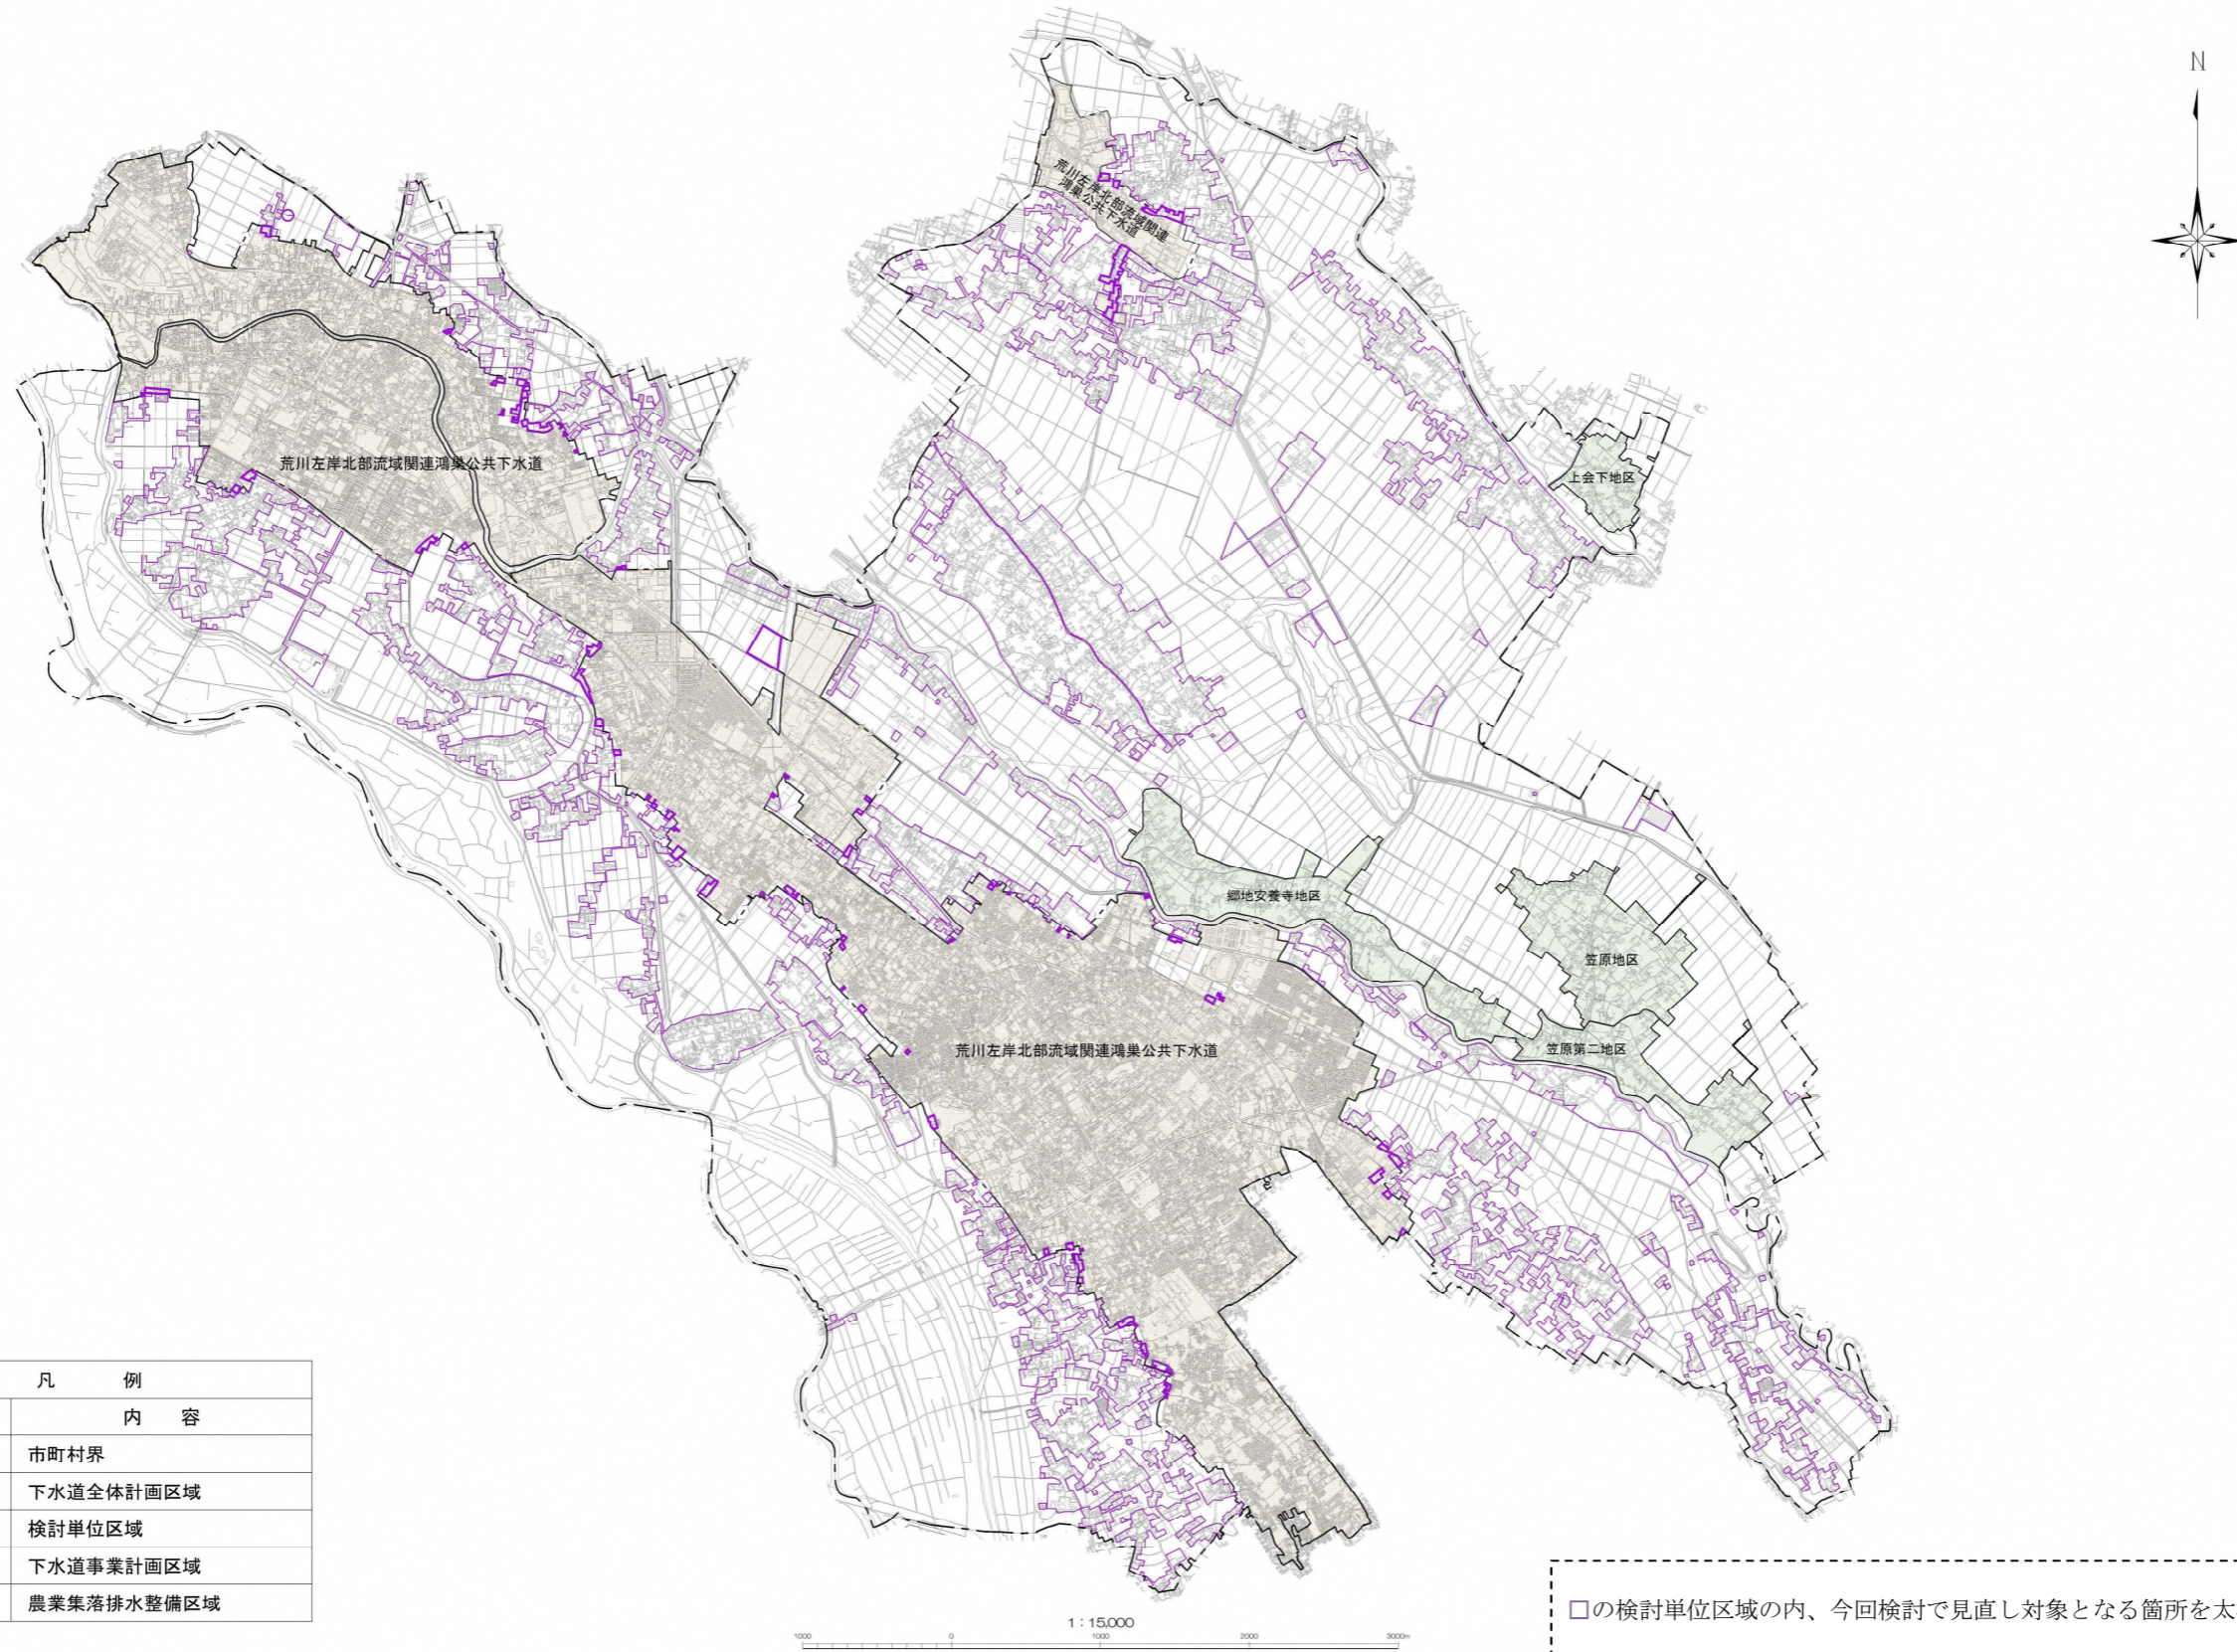 N
荒川左岸北部流域関連
鴻巣公共下水道
荒川左岸北部流域関連鴻巣公共下水道
上会下地区
郷地安養寺地区
笠原地区
笠原第二地区
荒川左岸北部流域関連鴻巣公共下水道
凡 例
内 容
市町村界
下水道全体計画区域
検討単位区域
下水道事業計画区域
農業集落排水整備区域
□の検討単位区域の内、今回検討で見直し対象となる箇所を太
1：15,000
1000 0 1000 2000 3000m